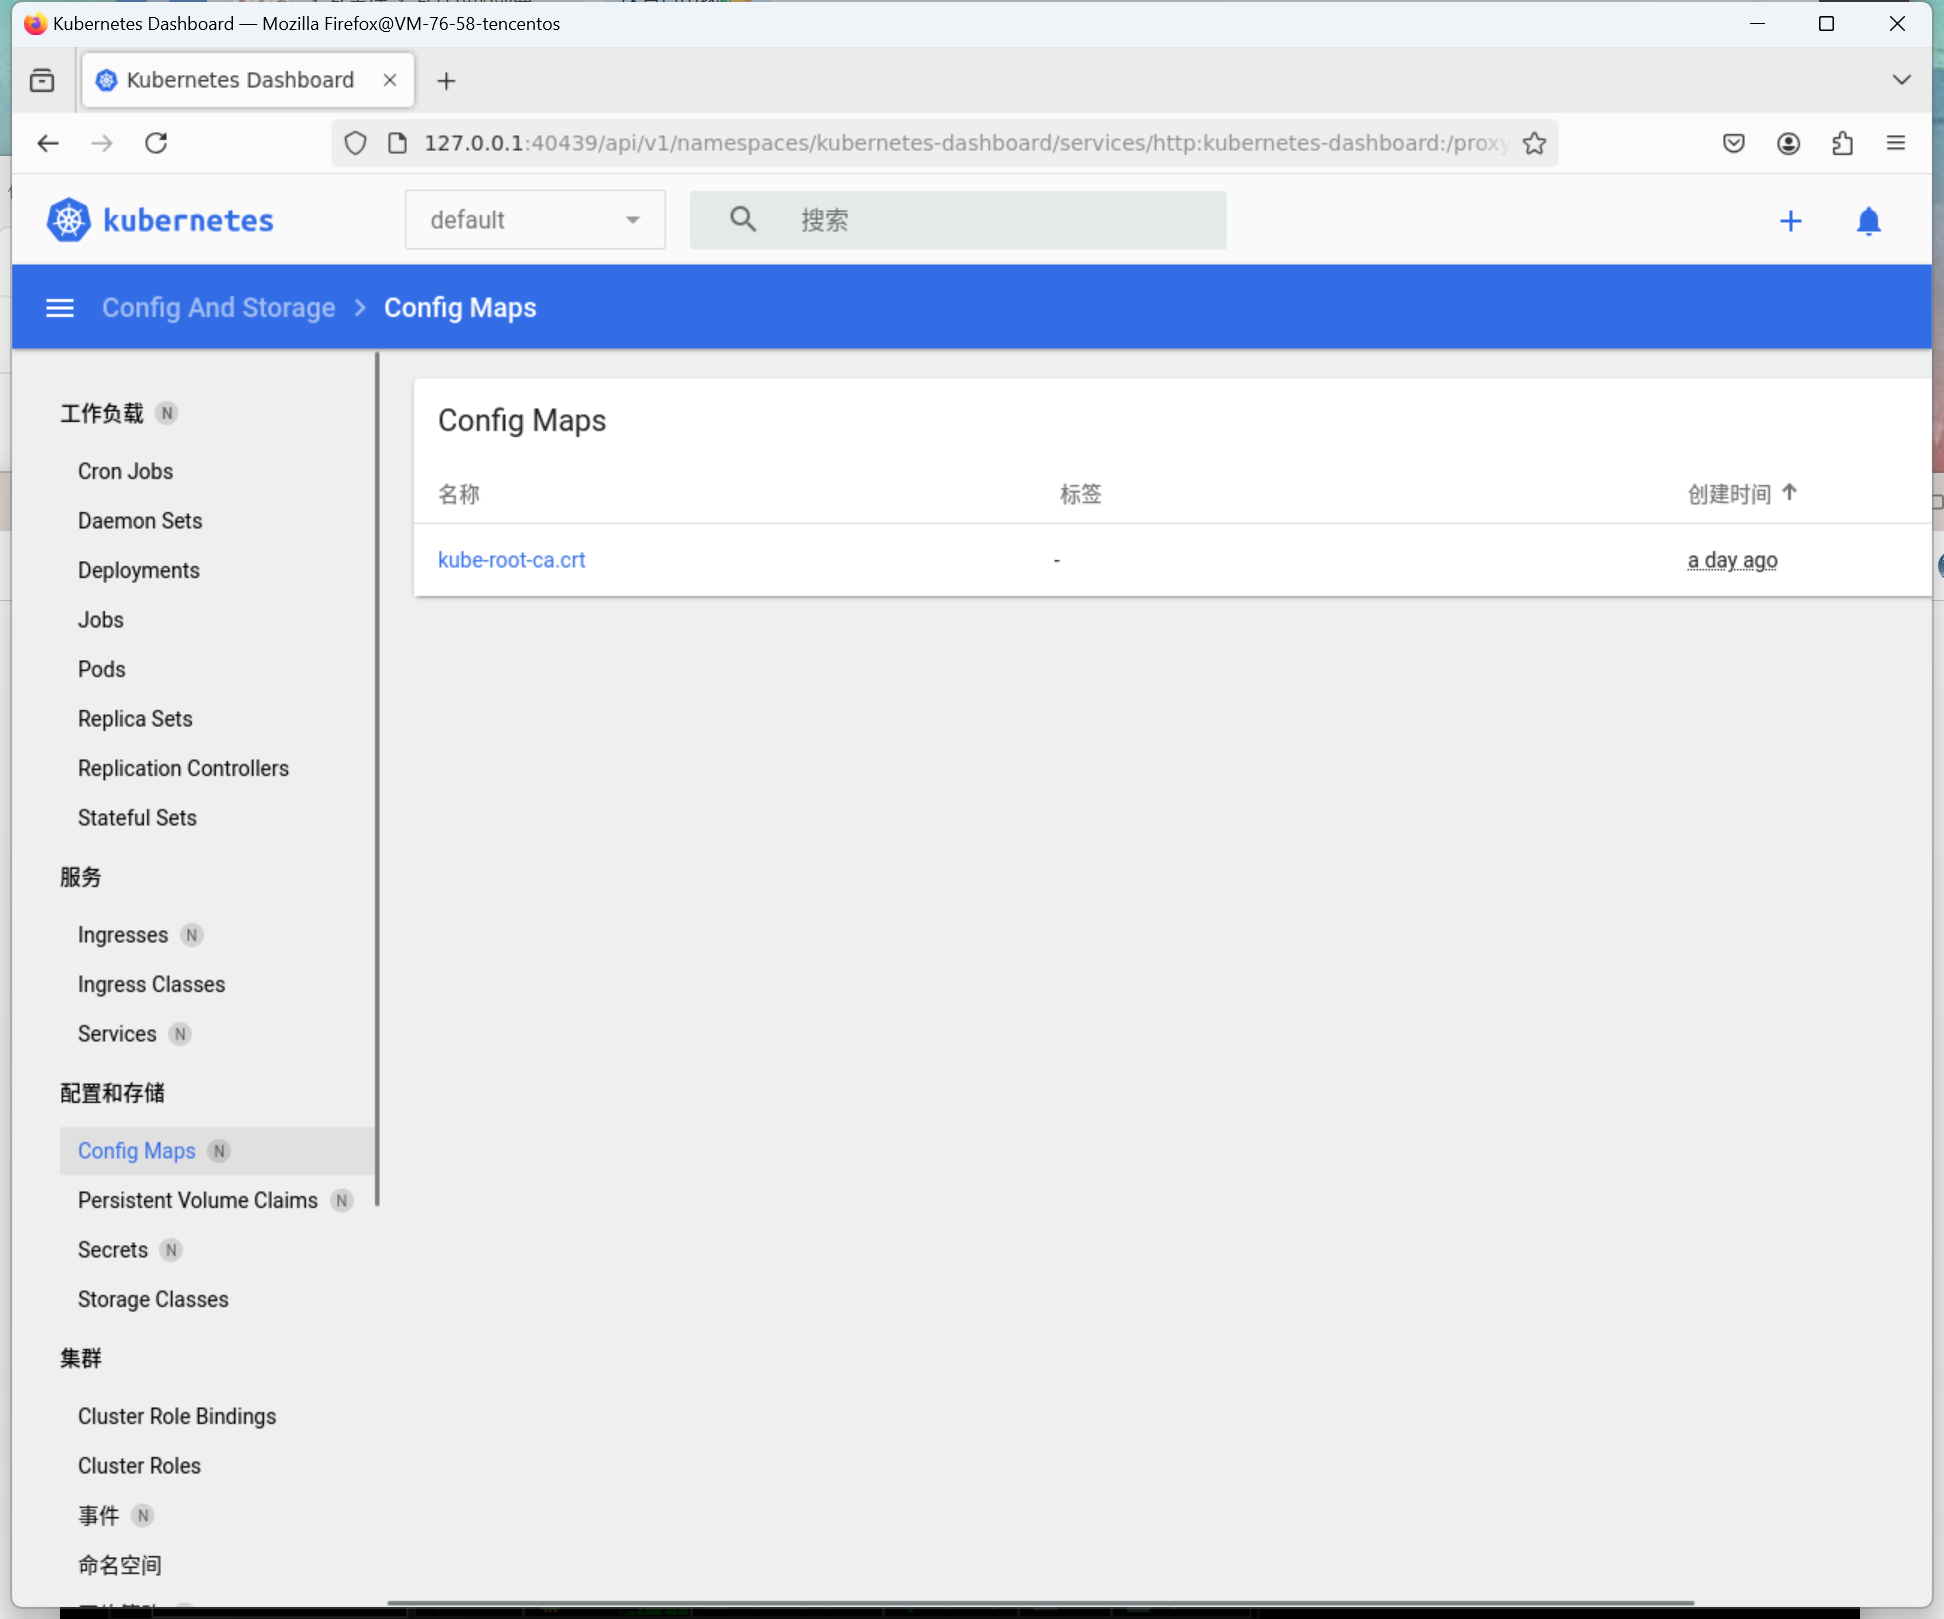 Kubernetes Dashboard — Mozilla Firefox@VM-76-58-tencentos
Kubernetes Dashboard
127.0.0.1:40439/api/v1/namespaces/kubernetes-dashboard/services/http:kubernetes-dashboard:/proxy
kubernetes
default
搜索
Config And Storage
Config Maps
工作负载 N
Cron Jobs
Daemon Sets
Deployments
Jobs
Pods
Replica Sets
Replication Controllers
Stateful Sets
服务
Ingresses N
Ingress Classes
Services N
配置和存储
Config Maps N
Persistent Volume Claims N
Secrets N
Storage Classes
集群
Cluster Role Bindings
Cluster Roles
事件 N
命名空间
Config Maps
名称 标签 创建时间
kube-root-ca.crt - a day ago